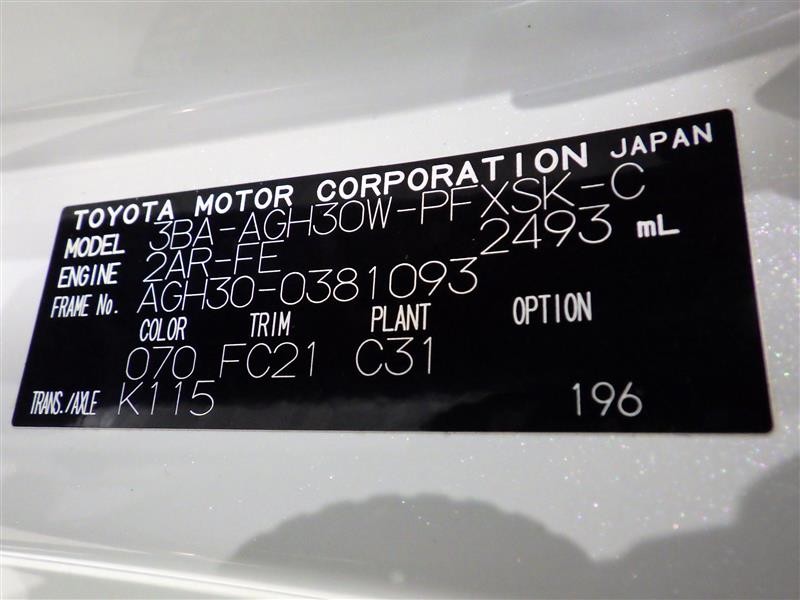 TOYOTA MOTOR CORPORATION JAPAN
MODEL 3BA-AGH30W-PFXSK-C
ENGINE 2AR-FE 2493 mL
FRAME No. AGH30-0381093
COLOR TRIM PLANT OPTION
070 FC21 C31
TRANS./AXLE K115 196